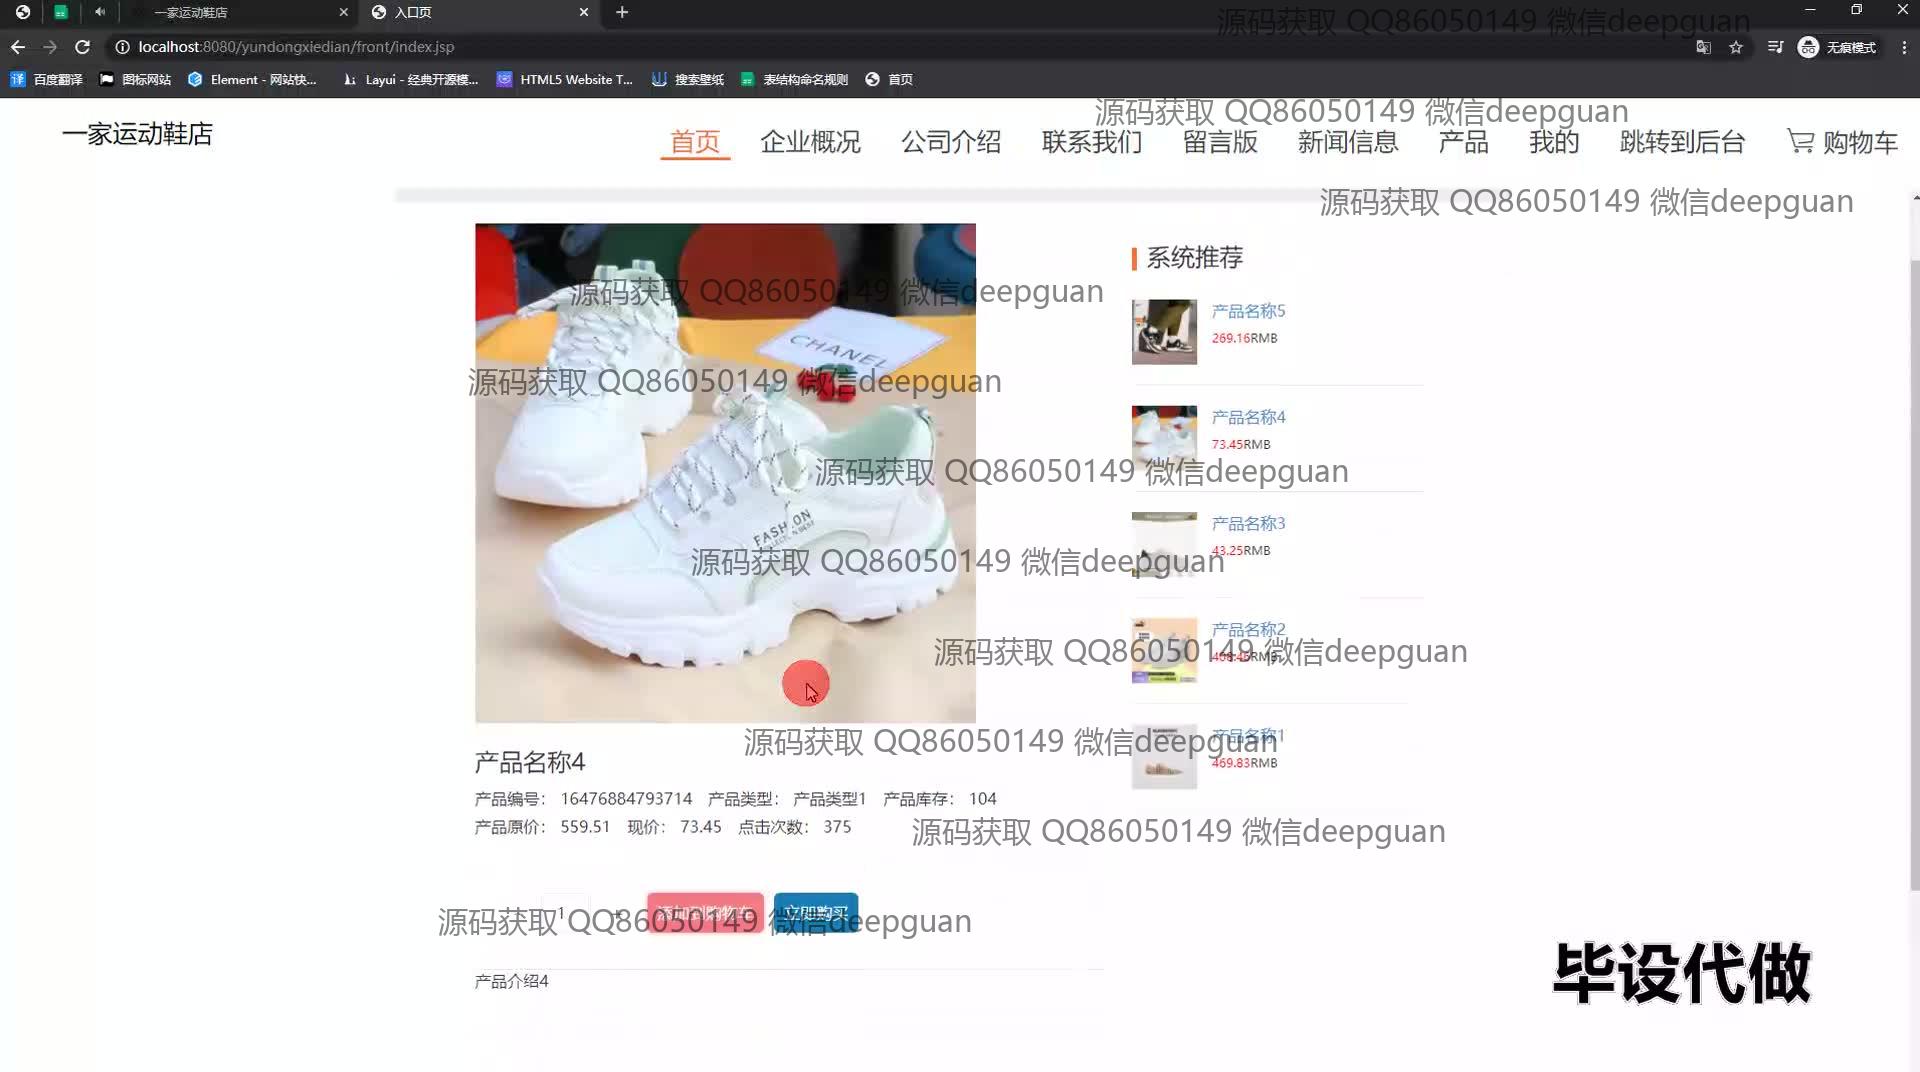 一家运动鞋店
入口页
源码获取 QQ86050149 微信deepguan
localhost:8080/yundongxiedian/front/index.jsp
无痕模式
百度翻译
图标网站
Element - 网站快...
Layui - 经典开源模...
HTML5 Website T...
搜索壁纸
表结构命名规则
首页
源码获取 QQ86050149 微信deepguan
一家运动鞋店
首页
企业概况
公司介绍
联系我们
留言版
新闻信息
产品
我的
跳转到后台
购物车
源码获取 QQ86050149 微信deepguan
系统推荐
源码获取 QQ86050149 微信deepguan
产品名称5
269.16RMB
CHANEL
源码获取 QQ86050149 微信deepguan
产品名称4
73.45RMB
源码获取 QQ86050149 微信deepguan
FASHION
产品名称3
43.25RMB
源码获取 QQ86050149 微信deepguan
产品名称2
源码获取 QQ86050149 微信deepguan
产品名称1
469.83RMB
源码获取 QQ86050149 微信deepguan
产品名称4
产品编号： 16476884793714 产品类型： 产品类型1 产品库存： 104
产品原价： 559.51 现价： 73.45 点击次数： 375
源码获取 QQ86050149 微信deepguan
1
添加到购物车
立即购买
源码获取 QQ86050149 微信deepguan
产品介绍4
毕设代做